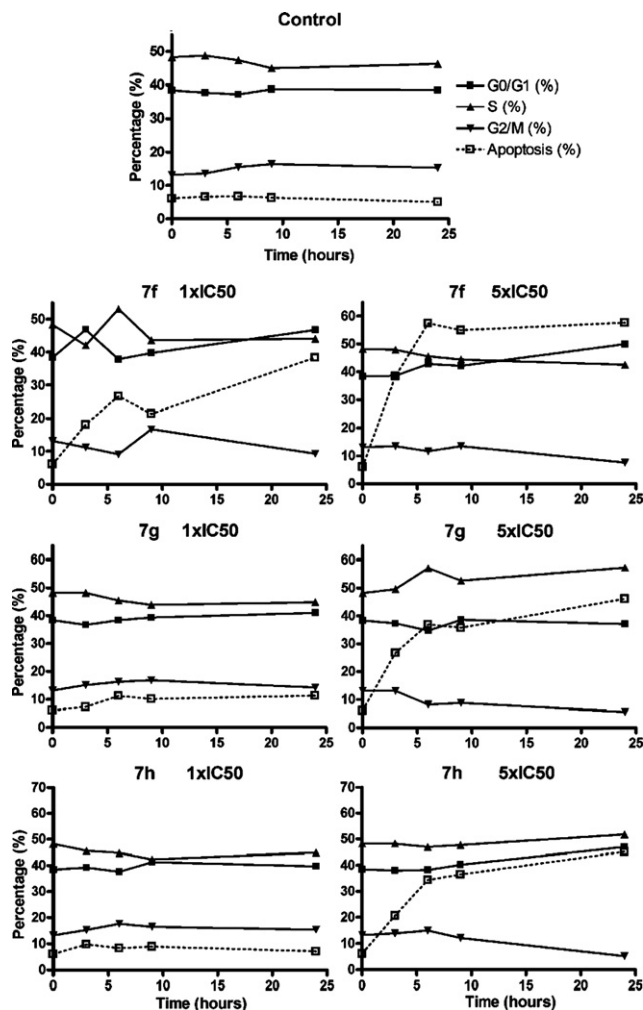 Control
Percentage (%)
50
40
30
20
10
0
0 5 10 15 20 25
Time (hours)
G0/G1 (%)
S (%)
G2/M (%)
Apoptosis (%)
7f 1xIC50
Percentage (%)
50
40
30
20
10
0
0 5 10 15 20 25
7f 5xIC50
60
50
40
30
20
10
0
0 5 10 15 20 25
7g 1xIC50
Percentage (%)
60
50
40
30
20
10
0
0 5 10 15 20 25
7g 5xIC50
60
50
40
30
20
10
0
0 5 10 15 20 25
7h 1xIC50
Percentage (%)
70
60
50
40
30
20
10
0
0 5 10 15 20 25
Time (hours)
7h 5xIC50
70
60
50
40
30
20
10
0
0 5 10 15 20 25
Time (hours)